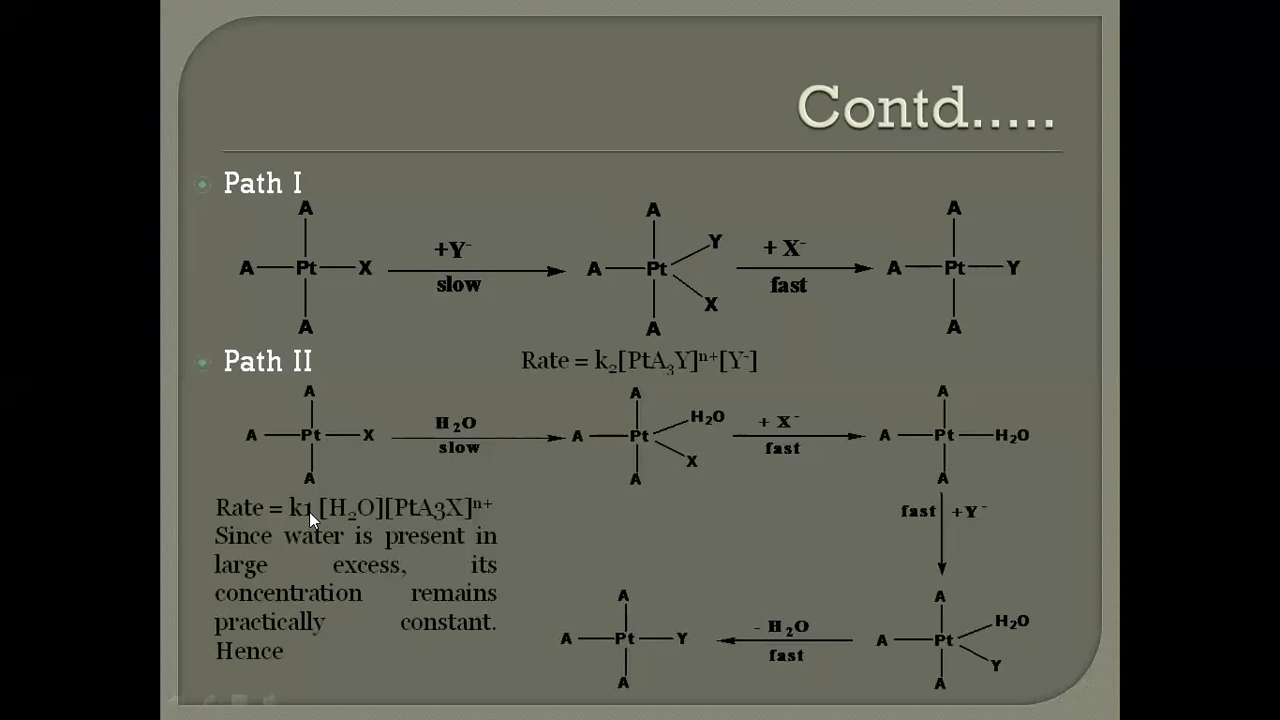 Contd.....
Path I
A
+Y⁻
A
Y
+ X⁻
A
A Pt X
slow
A Pt
X
fast
A Pt Y
A
A
A
Path II
Rate = k₂[PtA₃Y]ⁿ⁺[Y⁻]
A
H₂O
A
H₂O
+ X⁻
A
A Pt X
slow
A Pt
X
fast
A Pt H₂O
A
A
A
Rate = k1 [H₂O][PtA3X]ⁿ⁺
Since water is present in
large excess, its
concentration remains
practically constant.
Hence
fast +Y⁻
A
- H₂O
A
H₂O
A Pt Y
fast
A Pt
Y
A
A